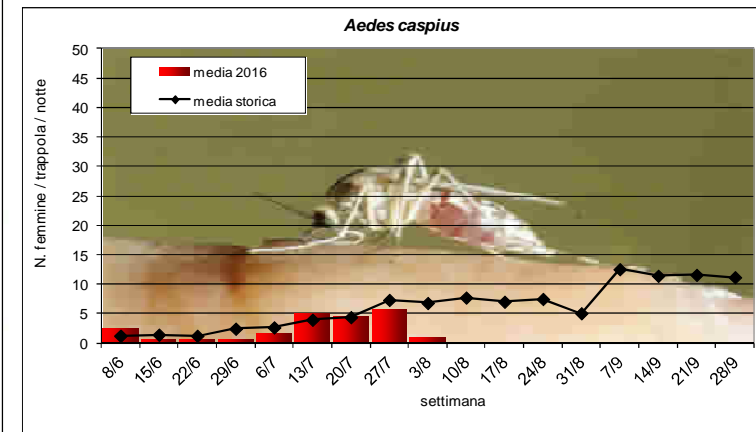 Aedes caspius
N. femmine / trappola / notte
50
45
40
35
30
25
20
15
10
5
0
media 2016
media storica
8/6 15/6 22/6 29/6 6/7 13/7 20/7 27/7 3/8 10/8 17/8 24/8 31/8 7/9 14/9 21/9 28/9
settimana